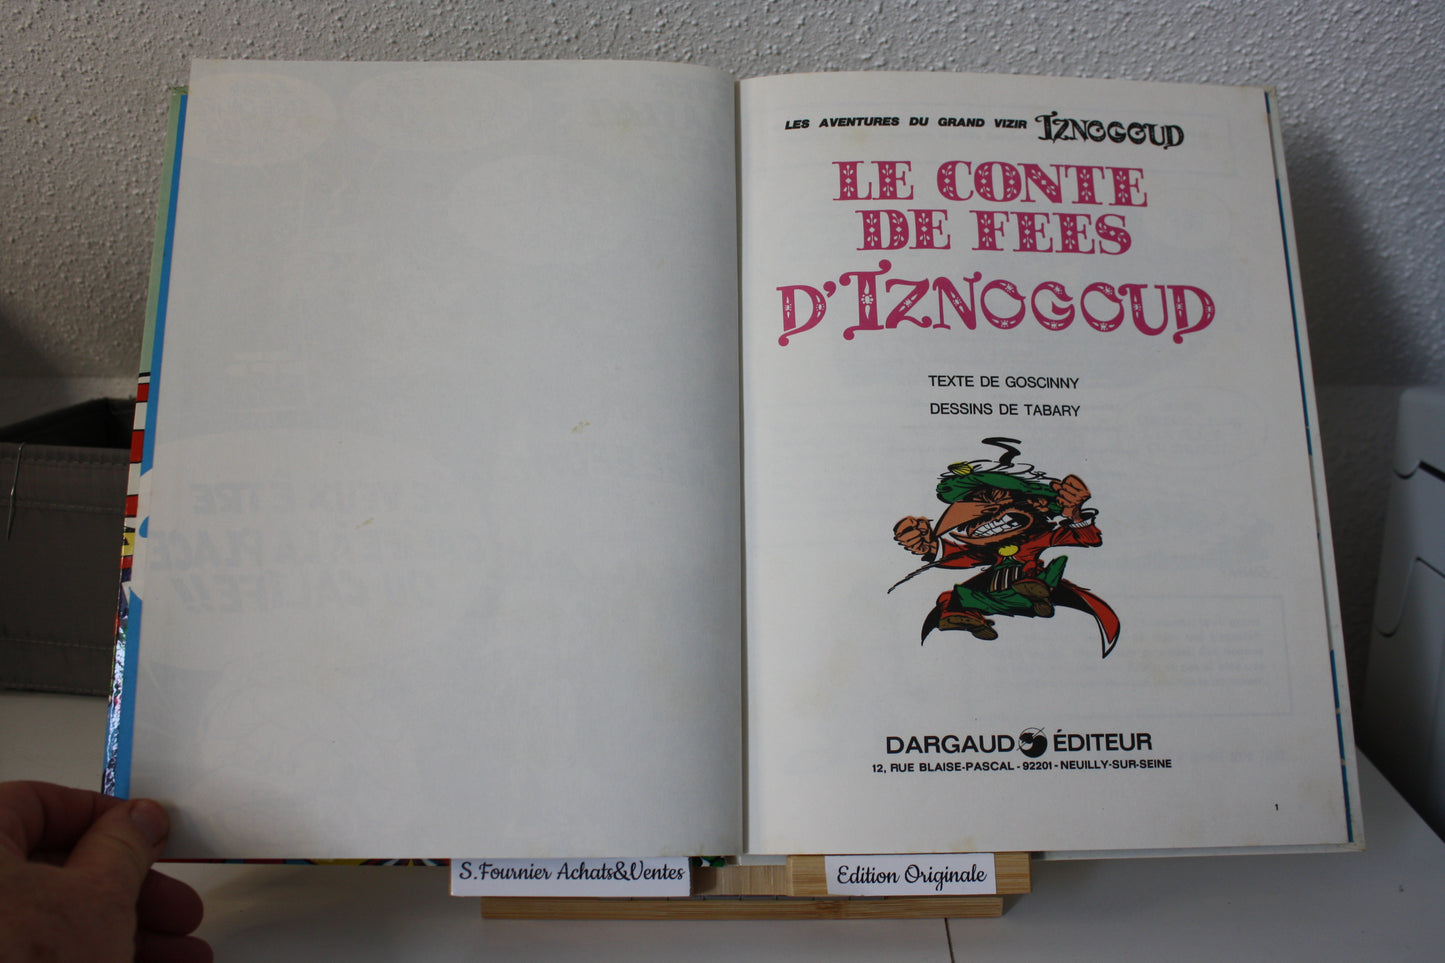 LES AVENTURES DU GRAND VIZIR IZNOGOUD
LE CONTE
DE FEES
D'IZNOGOUD
TEXTE DE GOSCINNY
DESSINS DE TABARY
DARGAUD ÉDITEUR
12, RUE BLAISE-PASCAL - 92201 - NEUILLY-SUR-SEINE
1
S.Fournier Achats&Ventes
Edition Originale